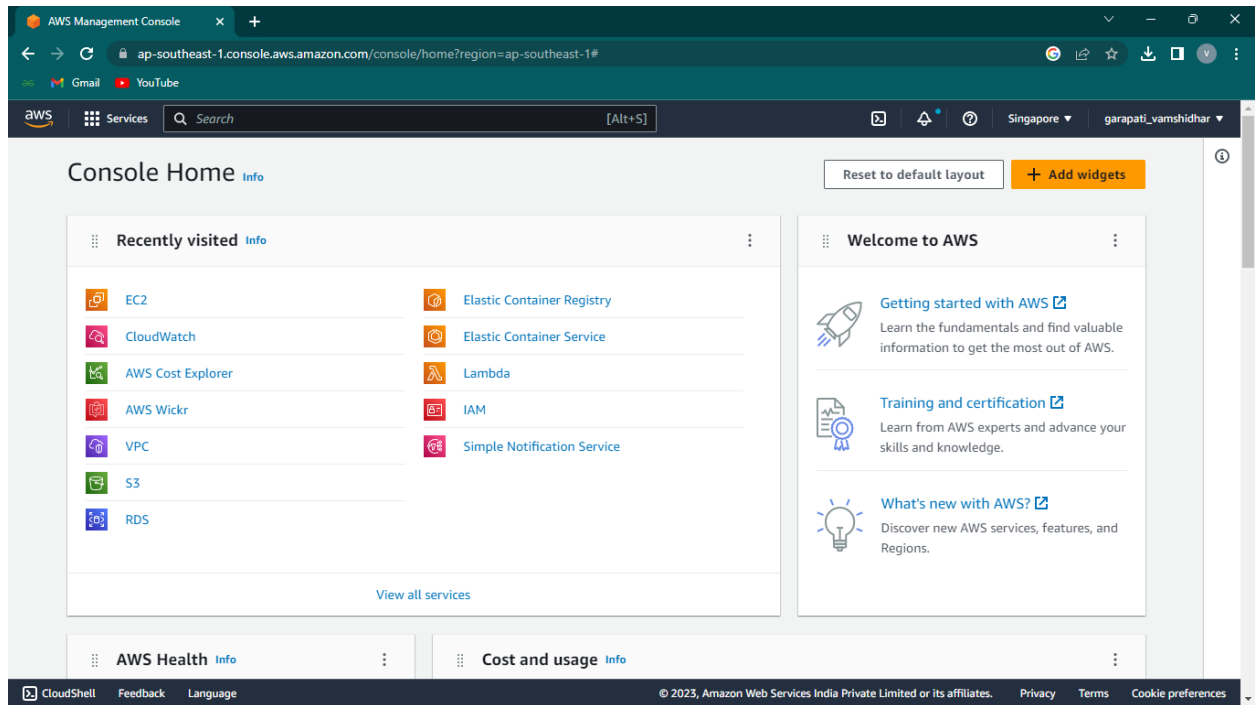 AWS Management Console
ap-southeast-1.console.aws.amazon.com/console/home?region=ap-southeast-1#
Gmail YouTube
aws Services Search [Alt+S] Singapore ▼ garapati_vamshidhar ▼
Console Home Info
Reset to default layout
+ Add widgets
Recently visited Info
EC2
CloudWatch
AWS Cost Explorer
AWS Wickr
VPC
S3
RDS
Elastic Container Registry
Elastic Container Service
Lambda
IAM
Simple Notification Service
View all services
Welcome to AWS
Getting started with AWS
Learn the fundamentals and find valuable
information to get the most out of AWS.
Training and certification
Learn from AWS experts and advance your
skills and knowledge.
What's new with AWS?
Discover new AWS services, features, and
Regions.
AWS Health Info
Cost and usage Info
CloudShell Feedback Language © 2023, Amazon Web Services India Private Limited or its affiliates. Privacy Terms Cookie preferences